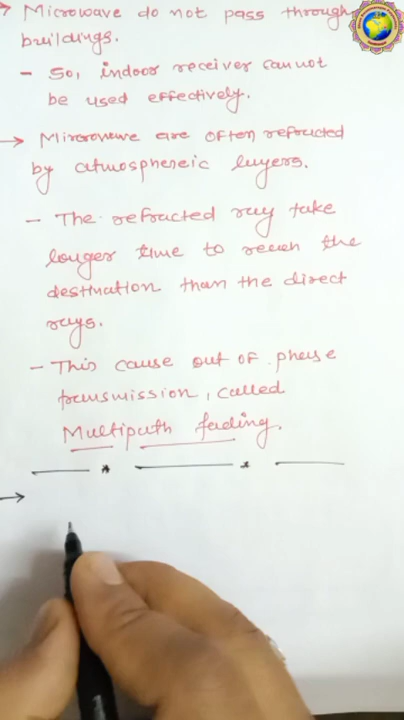 → Microwave do not pass through
buildings.
- So, indoor receiver cannot
be used effectively.
→ Microwave are often refracted
by atmosphereic layers.
- The refracted ray take
longer time to reach the
destination than the direct
rays.
- This cause out of phase
transmission, called
Multipath fading.
→